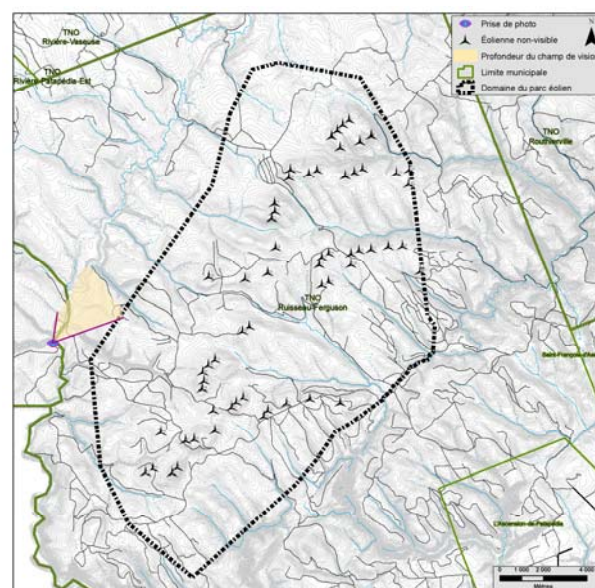 Prise de photo
Éolienne non-visible
Profondeur du champ de visio
Limite municipale
Domaine du parc éolien
N
TNO
Rivière-Vaseuse
TNO
Rivière-Patapédia-Est
TNO
Routhierville
TNO
Ruisseau-Ferguson
Saint-François-d'As
L'Ascension-de-Patapédia
0 1 000 2 000 4 000
Mètres